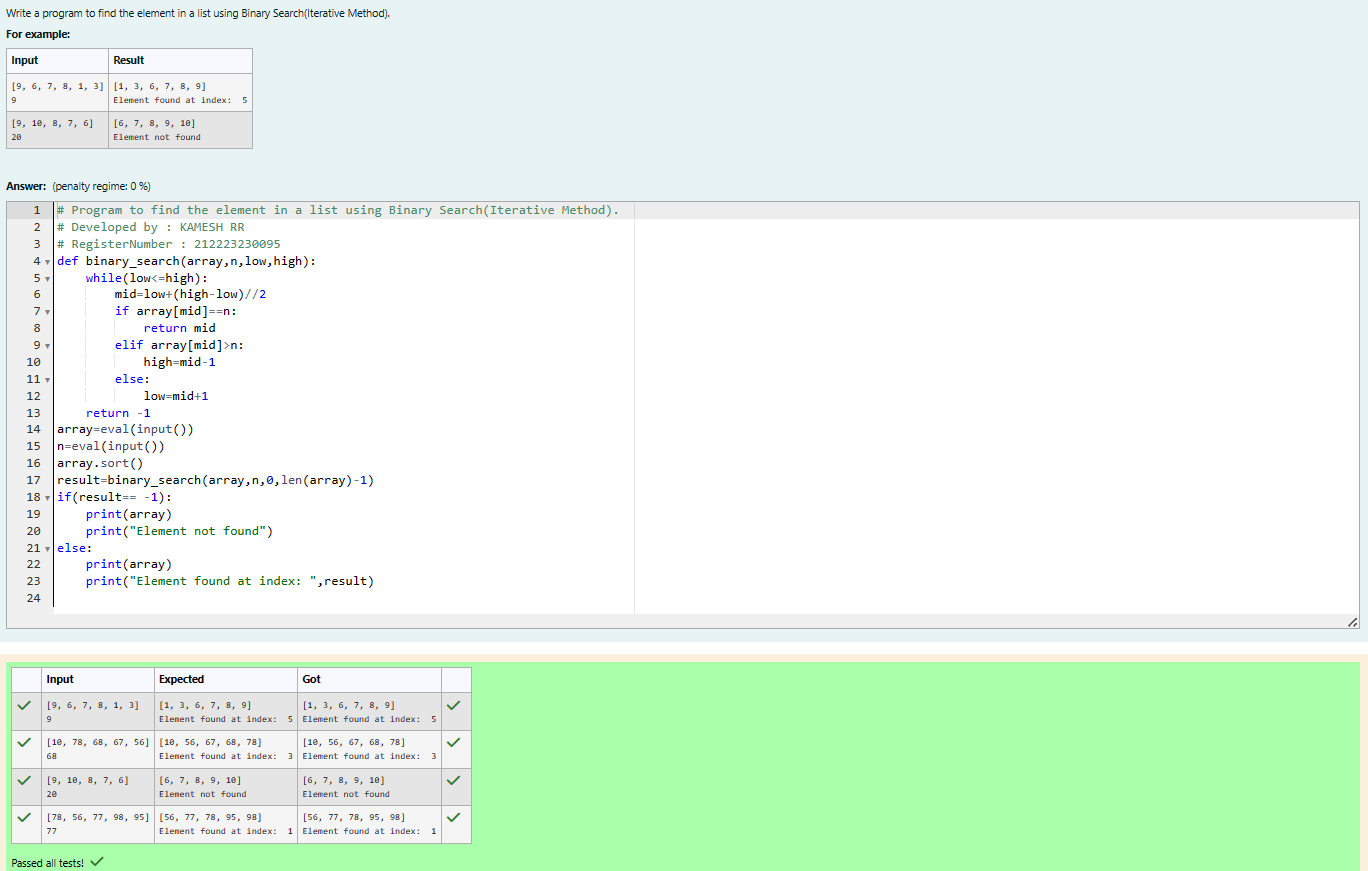 Write a program to find the element in a list using Binary Search(Iterative Method).
For example:
Input Result
[9, 6, 7, 8, 1, 3] [1, 3, 6, 7, 8, 9]
9 Element found at index:  5
[9, 10, 8, 7, 6] [6, 7, 8, 9, 10]
20 Element not found
Answer: (penalty regime: 0 %)
1 # Program to find the element in a list using Binary Search(Iterative Method).
2 # Developed by : KAMESH RR
3 # RegisterNumber : 212223230095
4 def binary_search(array,n,low,high):
5     while(low<=high):
6         mid=low+(high-low)//2
7         if array[mid]==n:
8             return mid
9         elif array[mid]>n:
10             high=mid-1
11         else:
12             low=mid+1
13     return -1
14 array=eval(input())
15 n=eval(input())
16 array.sort()
17 result=binary_search(array,n,0,len(array)-1)
18 if(result== -1):
19     print(array)
20     print("Element not found")
21 else:
22     print(array)
23     print("Element found at index: ",result)
24
Input Expected Got
[9, 6, 7, 8, 1, 3] [1, 3, 6, 7, 8, 9] [1, 3, 6, 7, 8, 9]
9 Element found at index:  5 Element found at index:  5
[10, 78, 68, 67, 56] [10, 56, 67, 68, 78] [10, 56, 67, 68, 78]
68 Element found at index:  3 Element found at index:  3
[9, 10, 8, 7, 6] [6, 7, 8, 9, 10] [6, 7, 8, 9, 10]
20 Element not found Element not found
[78, 56, 77, 98, 95] [56, 77, 78, 95, 98] [56, 77, 78, 95, 98]
77 Element found at index:  1 Element found at index:  1
Passed all tests!